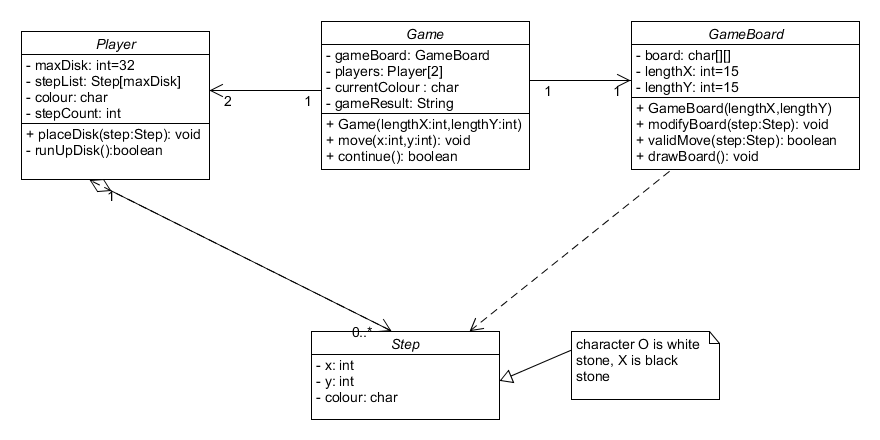 Player
- maxDisk: int=32
- stepList: Step[maxDisk]
- colour: char
- stepCount: int
+ placeDisk(step:Step): void
- runUpDisk():boolean
Game
- gameBoard: GameBoard
- players: Player[2]
- currentColour : char
- gameResult: String
+ Game(lengthX:int,lengthY:int)
+ move(x:int,y:int): void
+ continue(): boolean
GameBoard
- board: char[][]
- lengthX: int=15
- lengthY: int=15
+ GameBoard(lengthX,lengthY)
+ modifyBoard(step:Step): void
+ validMove(step:Step): boolean
+ drawBoard(): void
2
1
1
1
1
0..*
Step
- x: int
- y: int
- colour: char
character O is white
stone, X is black
stone